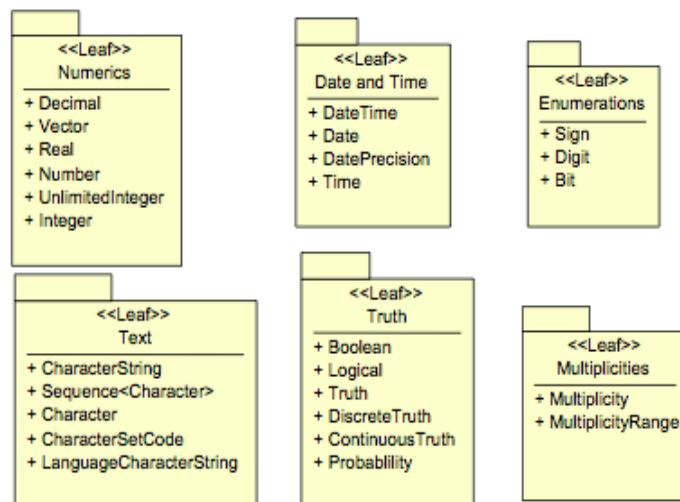 <<Leaf>>
Numerics
+ Decimal
+ Vector
+ Real
+ Number
+ UnlimitedInteger
+ Integer
<<Leaf>>
Date and Time
+ DateTime
+ Date
+ DatePrecision
+ Time
<<Leaf>>
Enumerations
+ Sign
+ Digit
+ Bit
<<Leaf>>
Text
+ CharacterString
+ Sequence<Character>
+ Character
+ CharacterSetCode
+ LanguageCharacterString
<<Leaf>>
Truth
+ Boolean
+ Logical
+ Truth
+ DiscreteTruth
+ ContinuousTruth
+ Probablility
<<Leaf>>
Multiplicities
+ Multiplicity
+ MultiplicityRange